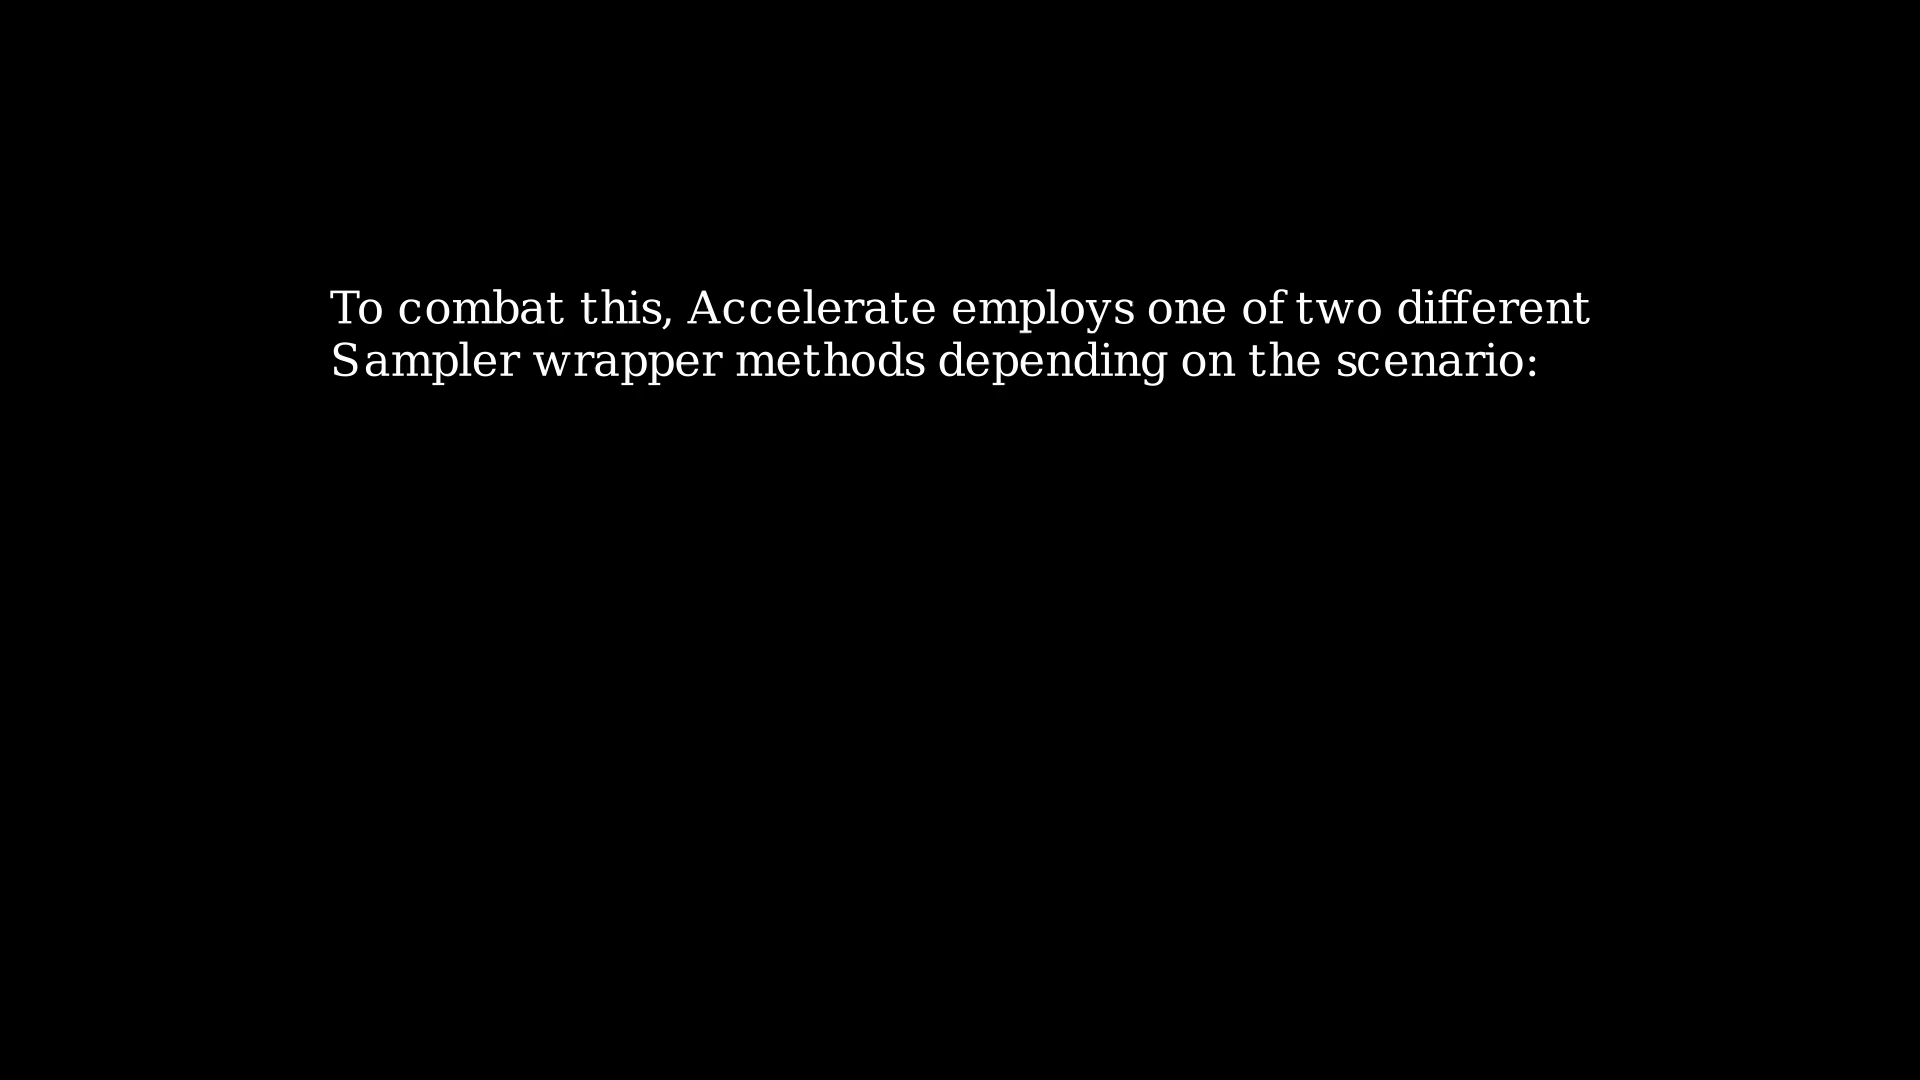 To combat this, Accelerate employs one of two different
Sampler wrapper methods depending on the scenario: